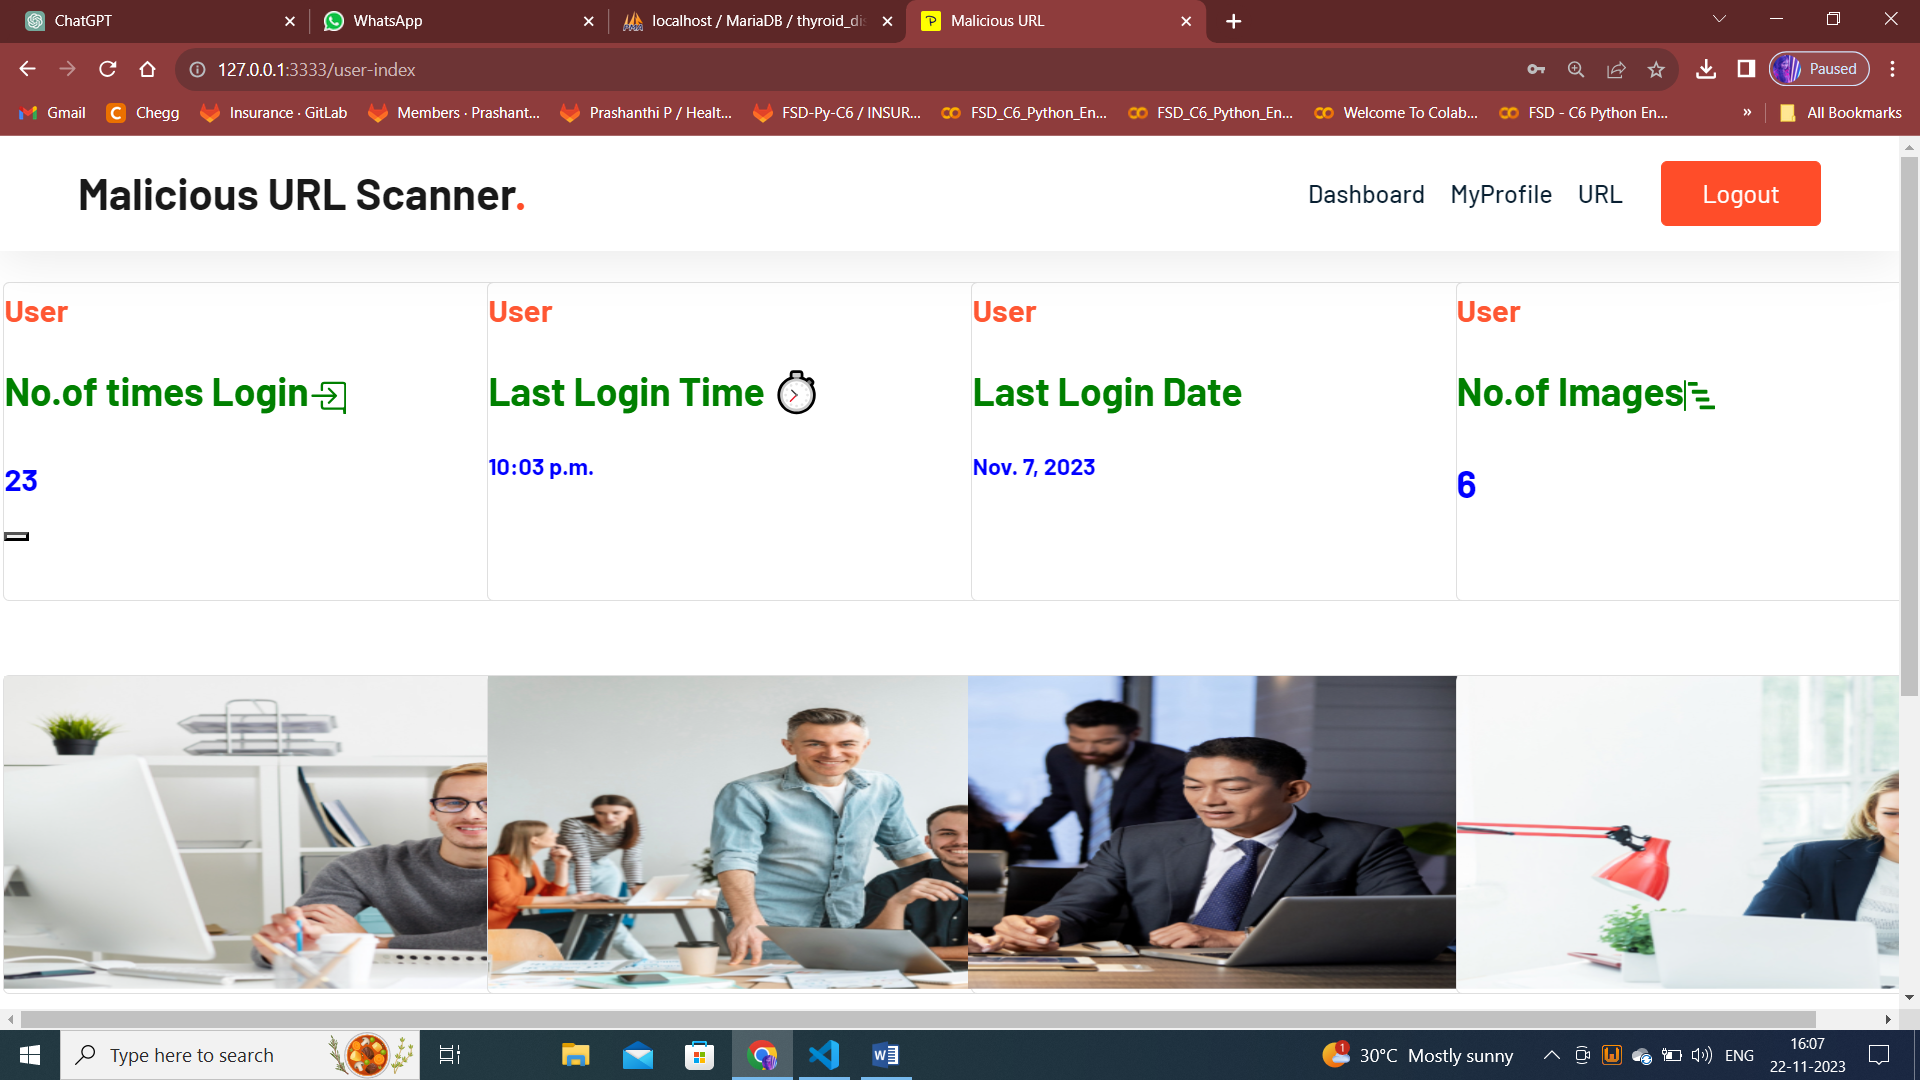 ChatGPT
WhatsApp
localhost / MariaDB / thyroid_dis
Malicious URL
127.0.0.1:3333/user-index
Paused
Gmail
Chegg
Insurance · GitLab
Members · Prashant...
Prashanthi P / Healt...
FSD-Py-C6 / INSUR...
FSD_C6_Python_En...
FSD_C6_Python_En...
Welcome To Colab...
FSD - C6 Python En...
»
All Bookmarks
Malicious URL Scanner.
Dashboard
MyProfile
URL
Logout
User
No.of times Login
23
User
Last Login Time
10:03 p.m.
User
Last Login Date
Nov. 7, 2023
User
No.of Images
6
Type here to search
1
30°C Mostly sunny
ENG
16:07
22-11-2023